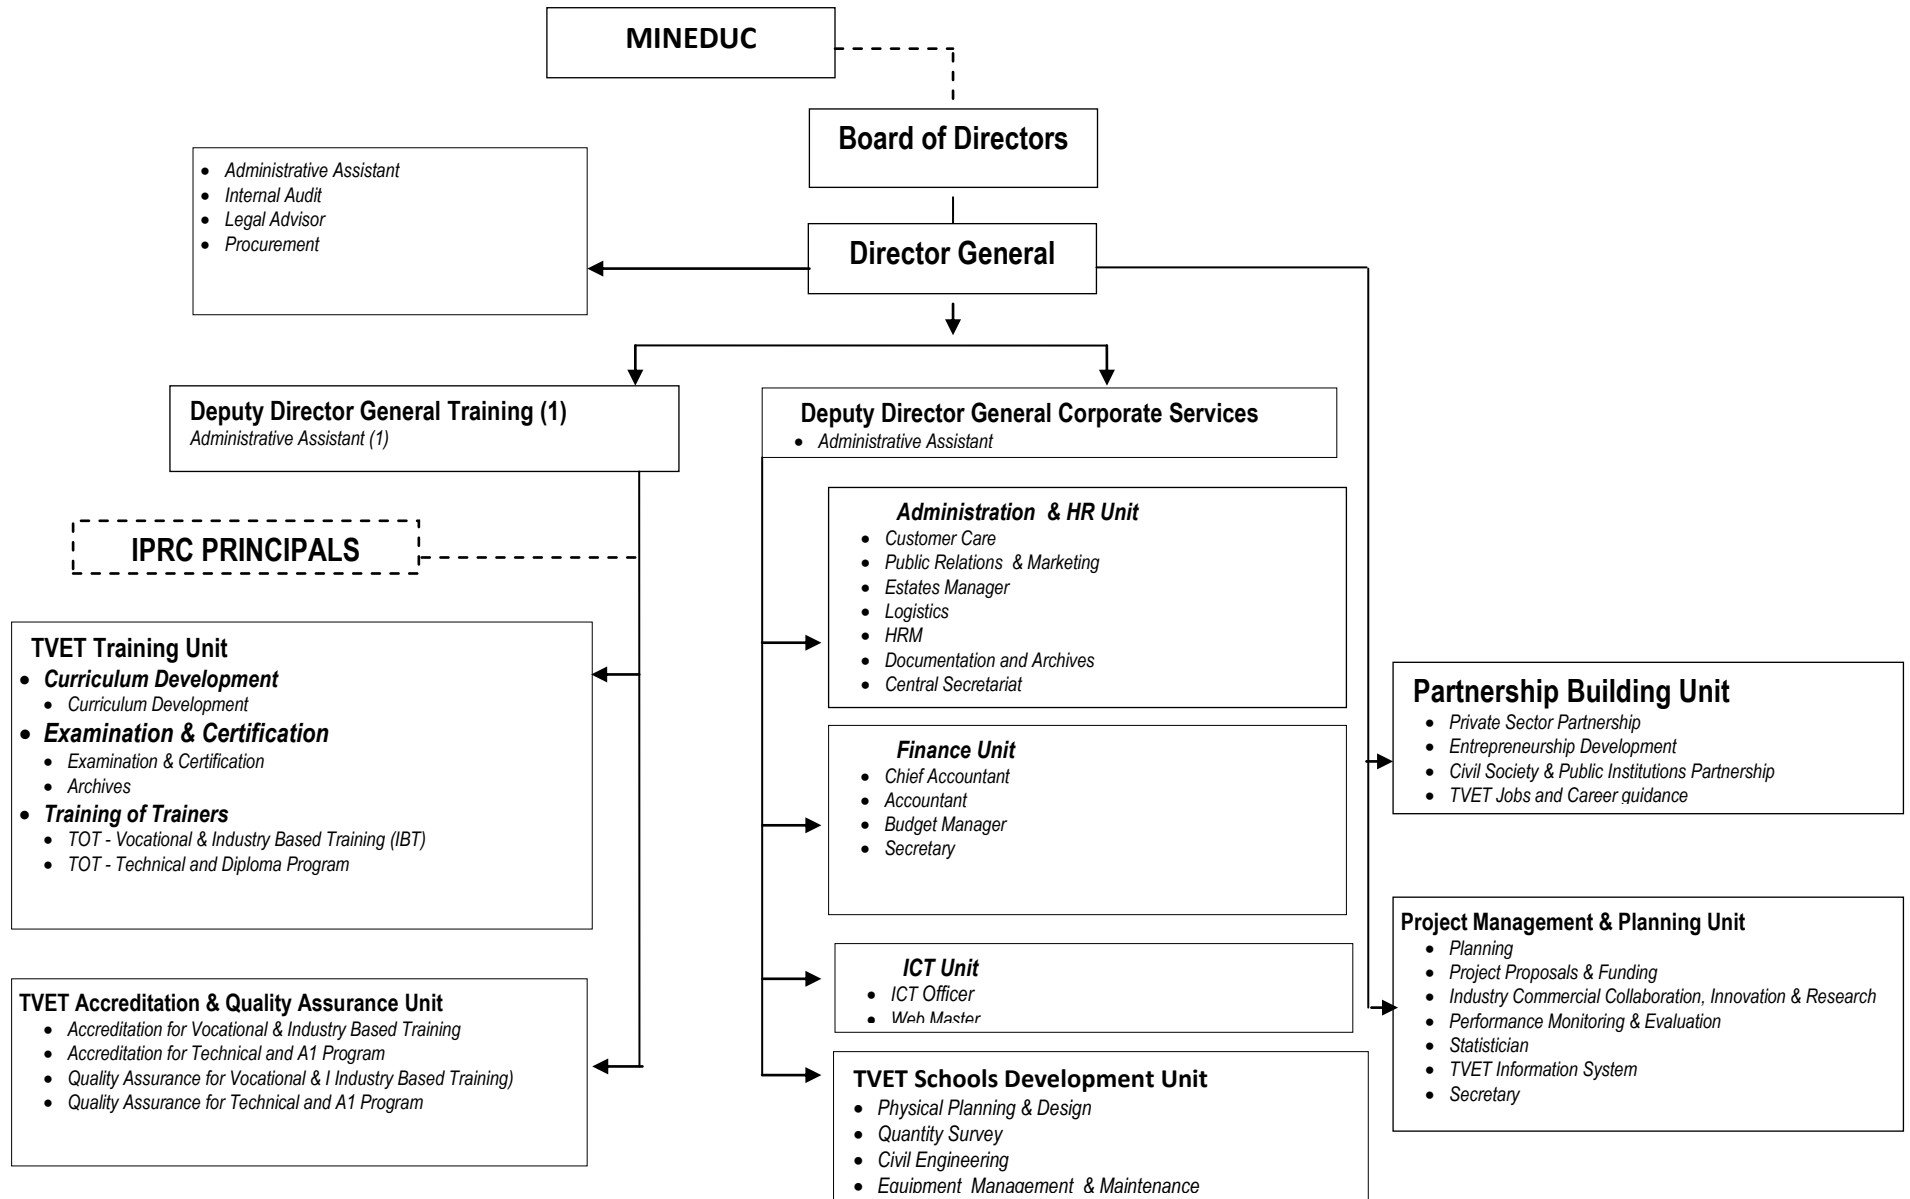 MINEDUC
Board of Directors
• Administrative Assistant
• Internal Audit
• Legal Advisor
• Procurement
Director General
Deputy Director General Training (1)
Administrative Assistant (1)
Deputy Director General Corporate Services
• Administrative Assistant
IPRC PRINCIPALS
TVET Training Unit
• Curriculum Development
• Curriculum Development
• Examination & Certification
• Examination & Certification
• Archives
• Training of Trainers
• TOT - Vocational & Industry Based Training (IBT)
• TOT - Technical and Diploma Program
TVET Accreditation & Quality Assurance Unit
• Accreditation for Vocational & Industry Based Training
• Accreditation for Technical and A1 Program
• Quality Assurance for Vocational & I Industry Based Training)
• Quality Assurance for Technical and A1 Program
Administration & HR Unit
• Customer Care
• Public Relations & Marketing
• Estates Manager
• Logistics
• HRM
• Documentation and Archives
• Central Secretariat
Finance Unit
• Chief Accountant
• Accountant
• Budget Manager
• Secretary
ICT Unit
• ICT Officer
• Web Master
TVET Schools Development Unit
• Physical Planning & Design
• Quantity Survey
• Civil Engineering
• Equipment Management & Maintenance
Partnership Building Unit
• Private Sector Partnership
• Entrepreneurship Development
• Civil Society & Public Institutions Partnership
• TVET Jobs and Career guidance
Project Management & Planning Unit
• Planning
• Project Proposals & Funding
• Industry Commercial Collaboration, Innovation & Research
• Performance Monitoring & Evaluation
• Statistician
• TVET Information System
• Secretary